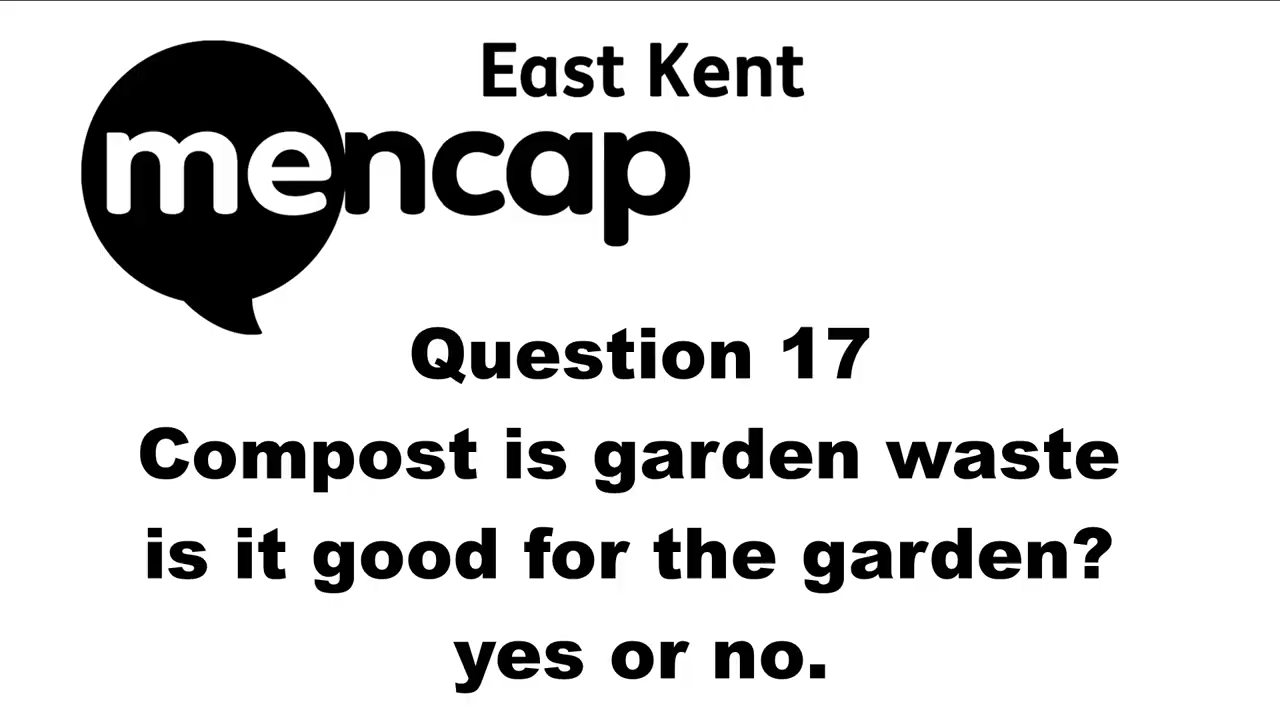 East Kent
mencap
Question 17
Compost is garden waste
is it good for the garden?
yes or no.